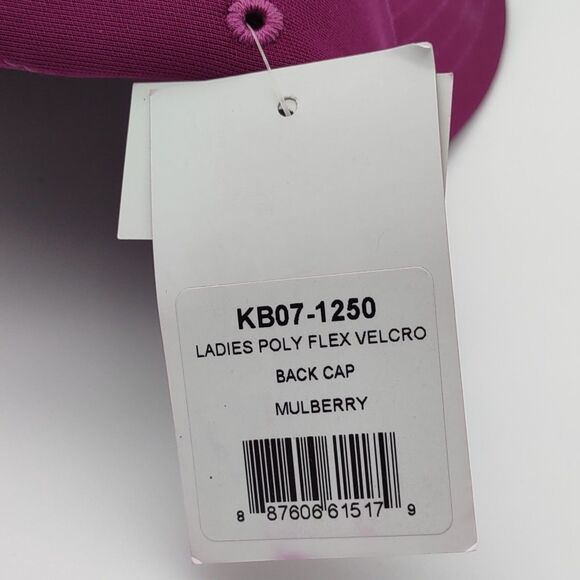 KB07-1250
LADIES POLY FLEX VELCRO
BACK CAP
MULBERRY
8 87606 61517 9